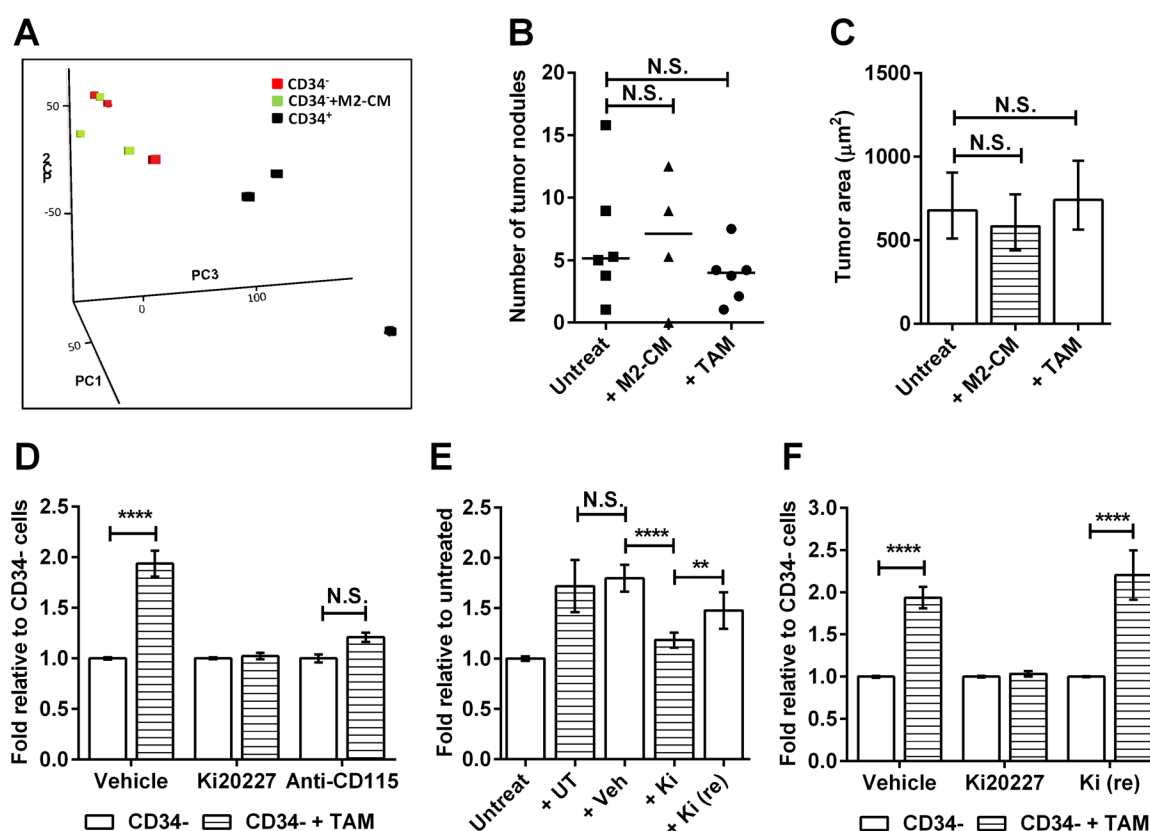 A
CD34-
CD34-+M2-CM
CD34+
50
PC2
-50
PC3
0
100
50
PC1
B
Number of tumor nodules
20
15
10
5
0
N.S.
N.S.
Untreat
+ M2-CM
+ TAM
C
Tumor area (μm²)
1500
1000
500
0
N.S.
N.S.
Untreat
+ M2-CM
+ TAM
D
Fold relative to CD34- cells
2.5
2.0
1.5
1.0
0.5
0.0
****
N.S.
Vehicle Ki20227 Anti-CD115
CD34- CD34- + TAM
E
Fold relative to untreated
2.5
2.0
1.5
1.0
0.5
0.0
N.S.
****
**
Untreat
+ UT
+ Veh
+ Ki
+ Ki (re)
F
Fold relative to CD34- cells
3.0
2.5
2.0
1.5
1.0
0.5
0.0
****
****
Vehicle Ki20227 Ki (re)
CD34- CD34- + TAM